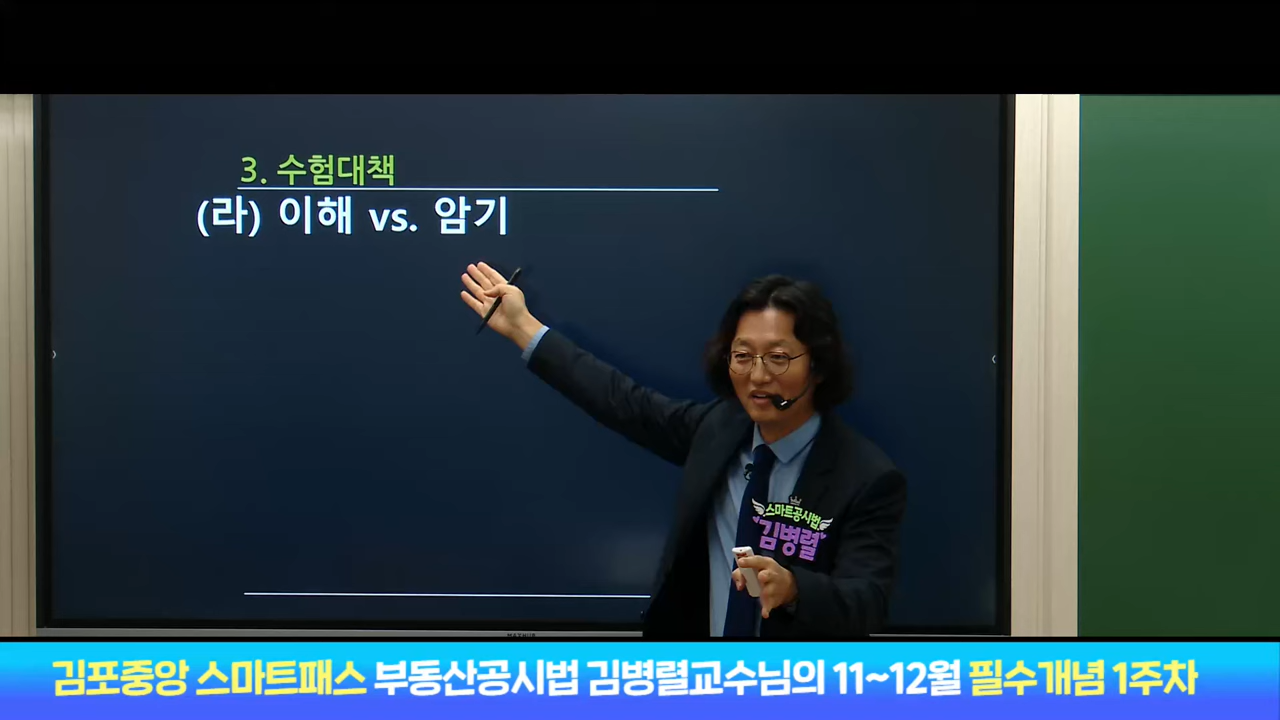 3. 수험대책
(라) 이해 vs. 암기
스마트공시법
김병렬
김포중앙 스마트패스 부동산공시법 김병렬교수님의 11~12월 필수개념 1주차